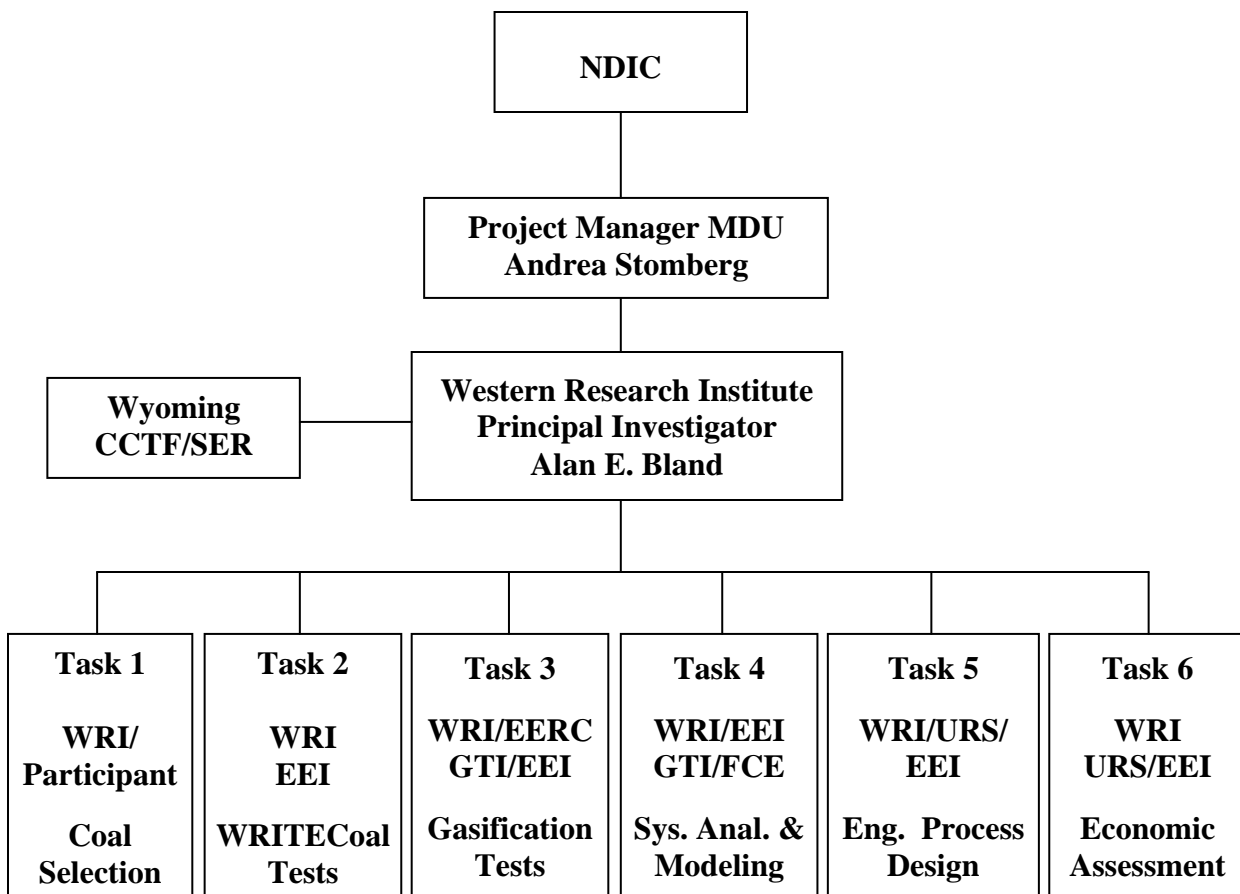 NDIC
Project Manager MDU
Andrea Stomberg
Wyoming
CCTF/SER
Western Research Institute
Principal Investigator
Alan E. Bland
Task 1
WRI/
Participant
Coal
Selection
Task 2
WRI
EEI
WRITECoal
Tests
Task 3
WRI/EERC
GTI/EEI
Gasification
Tests
Task 4
WRI/EEI
GTI/FCE
Sys. Anal. &
Modeling
Task 5
WRI/URS/
EEI
Eng. Process
Design
Task 6
WRI
URS/EEI
Economic
Assessment